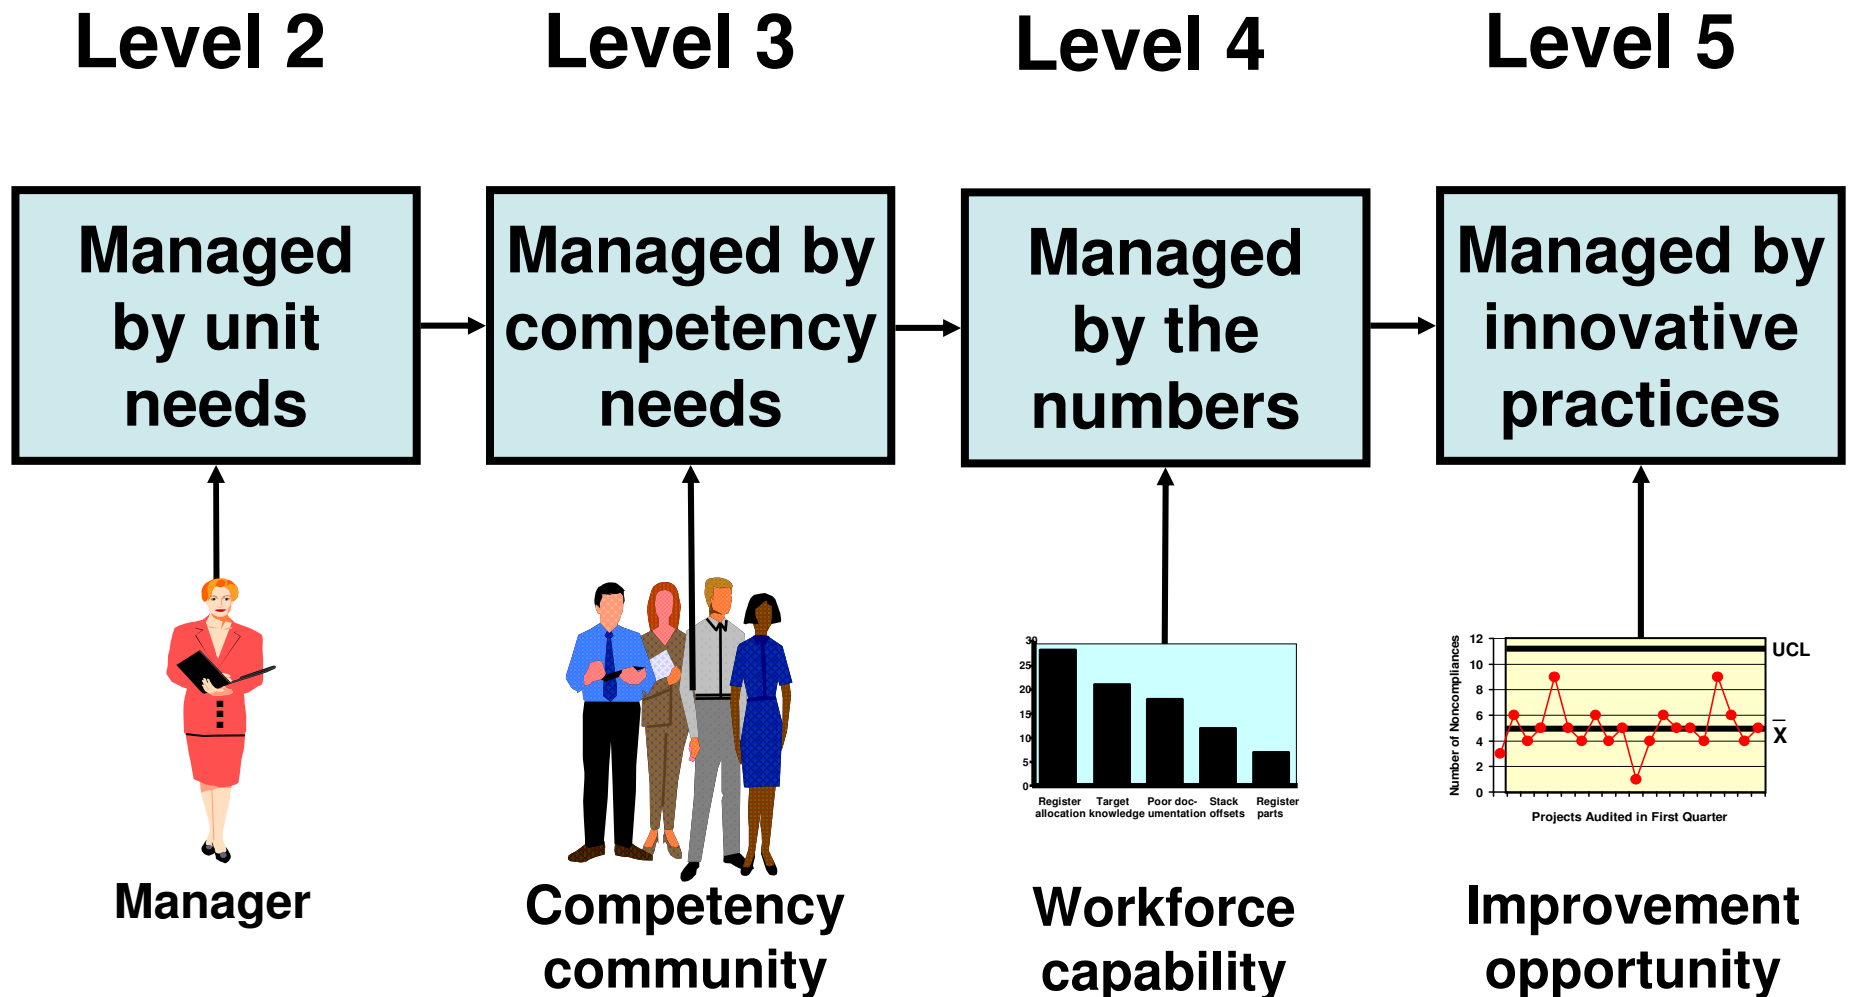 Level 2
Level 3
Level 4
Level 5
Managed
by unit
needs
Managed by
competency
needs
Managed
by the
numbers
Managed by
innovative
practices
Manager
Competency
community
30
25
20
15
10
5
0
Register
allocation
Target
knowledge
Poor doc-
umentation
Stack
offsets
Register
parts
Workforce
capability
Number of Noncompliances
12
10
8
6
4
2
0
UCL
X̅
Projects Audited in First Quarter
Improvement
opportunity